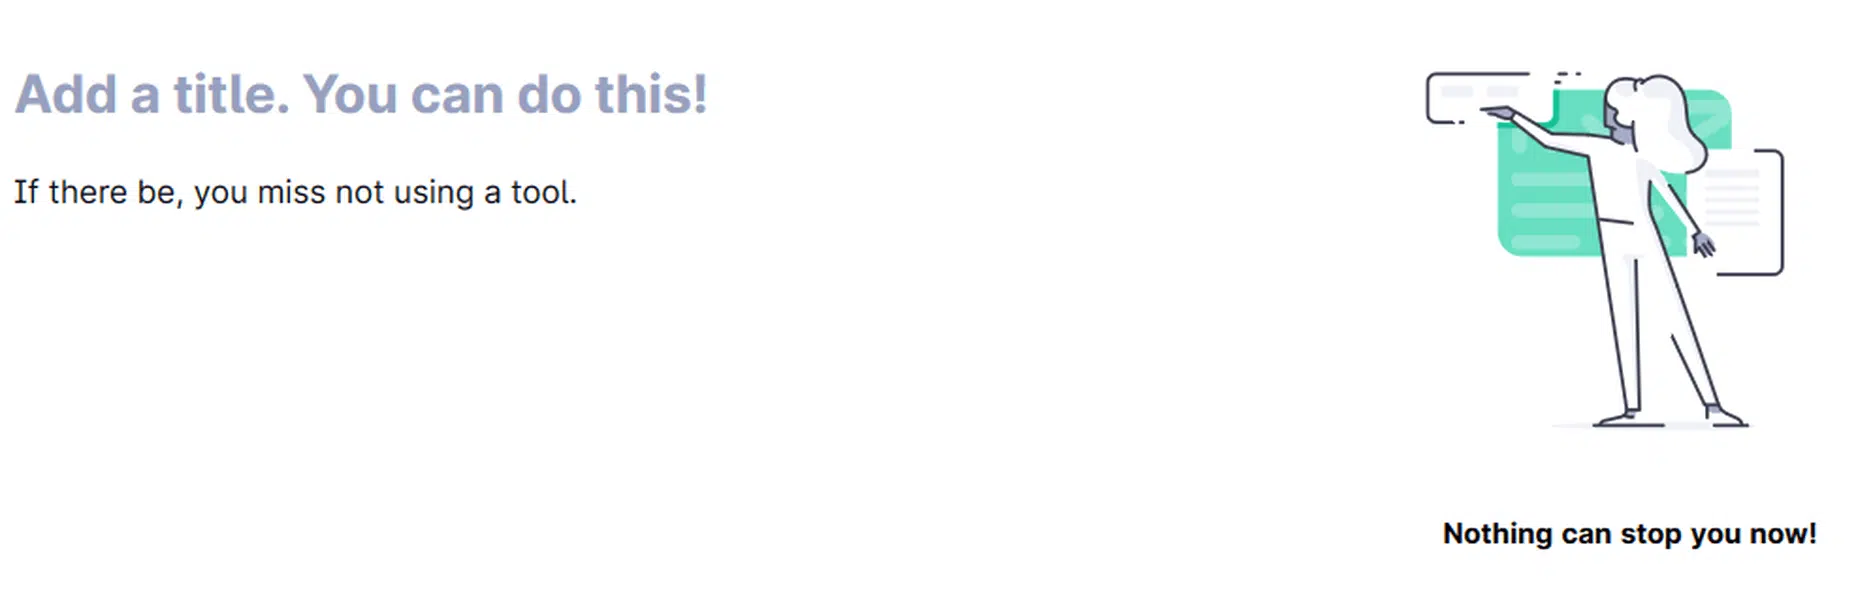 Add a title. You can do this!
If there be, you miss not using a tool.
Nothing can stop you now!